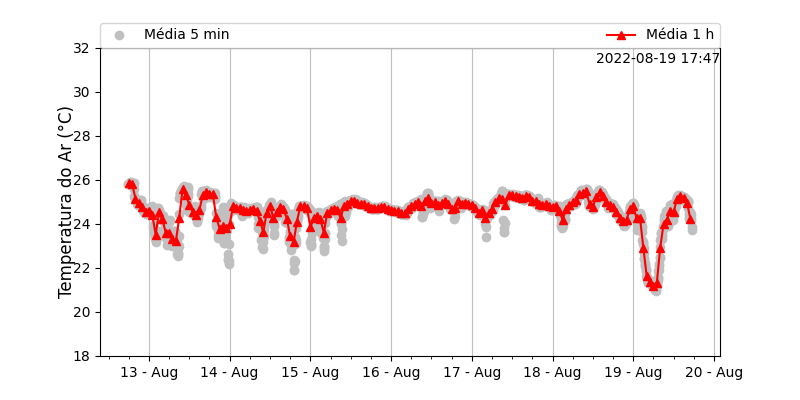 Média 5 min
Média 1 h
2022-08-19 17:47
Temperatura do Ar (°C)
32
30
28
26
24
22
20
18
13 - Aug
14 - Aug
15 - Aug
16 - Aug
17 - Aug
18 - Aug
19 - Aug
20 - Aug